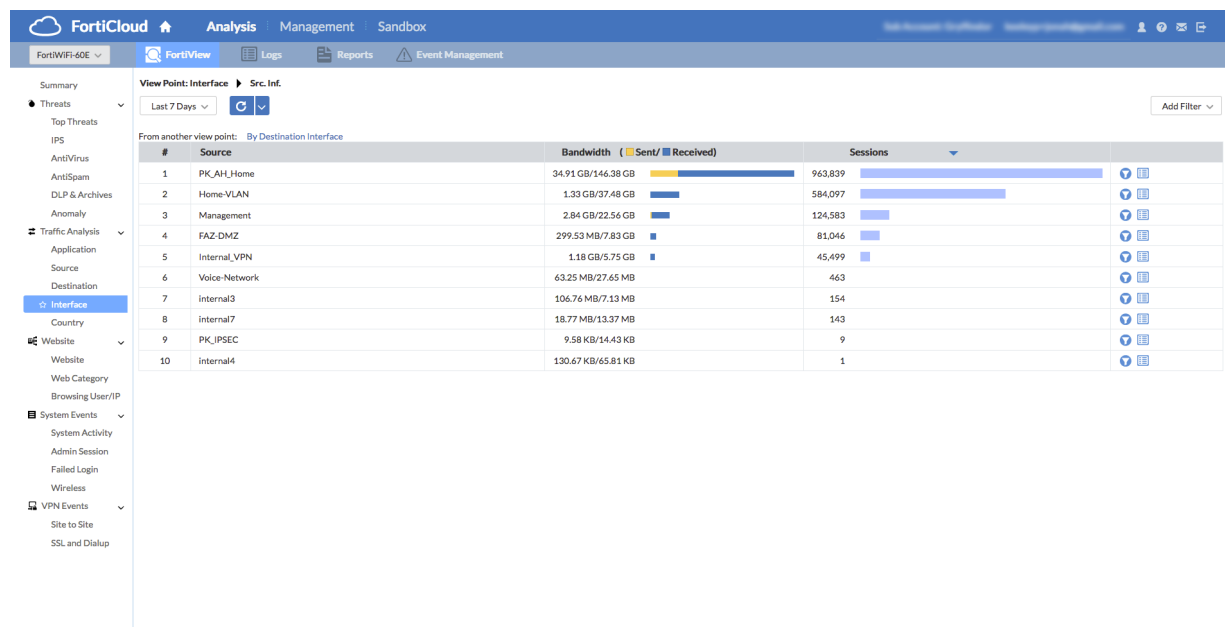 FortiCloud Analysis Management Sandbox
FortiWiFi-60E FortiView Logs Reports Event Management
Summary
Threats
Top Threats
IPS
AntiVirus
AntiSpam
DLP & Archives
Anomaly
Traffic Analysis
Application
Source
Destination
Interface
Country
Website
Website
Web Category
Browsing User/IP
System Events
System Activity
Admin Session
Failed Login
Wireless
VPN Events
Site to Site
SSL and Dialup
View Point: Interface Src. Inf.
Last 7 Days Add Filter
From another view point: By Destination Interface
# Source Bandwidth ( Sent/ Received) Sessions
1 PK_AH_Home 34.91 GB/146.38 GB 963,839
2 Home-VLAN 1.33 GB/37.48 GB 584,097
3 Management 2.84 GB/22.56 GB 124,583
4 FAZ-DMZ 299.53 MB/7.83 GB 81,046
5 Internal_VPN 1.18 GB/5.75 GB 45,499
6 Voice-Network 63.25 MB/27.65 MB 463
7 internal3 106.76 MB/7.13 MB 154
8 internal7 18.77 MB/13.37 MB 143
9 PK_IPSEC 9.58 KB/14.43 KB 9
10 internal4 130.67 KB/65.81 KB 1